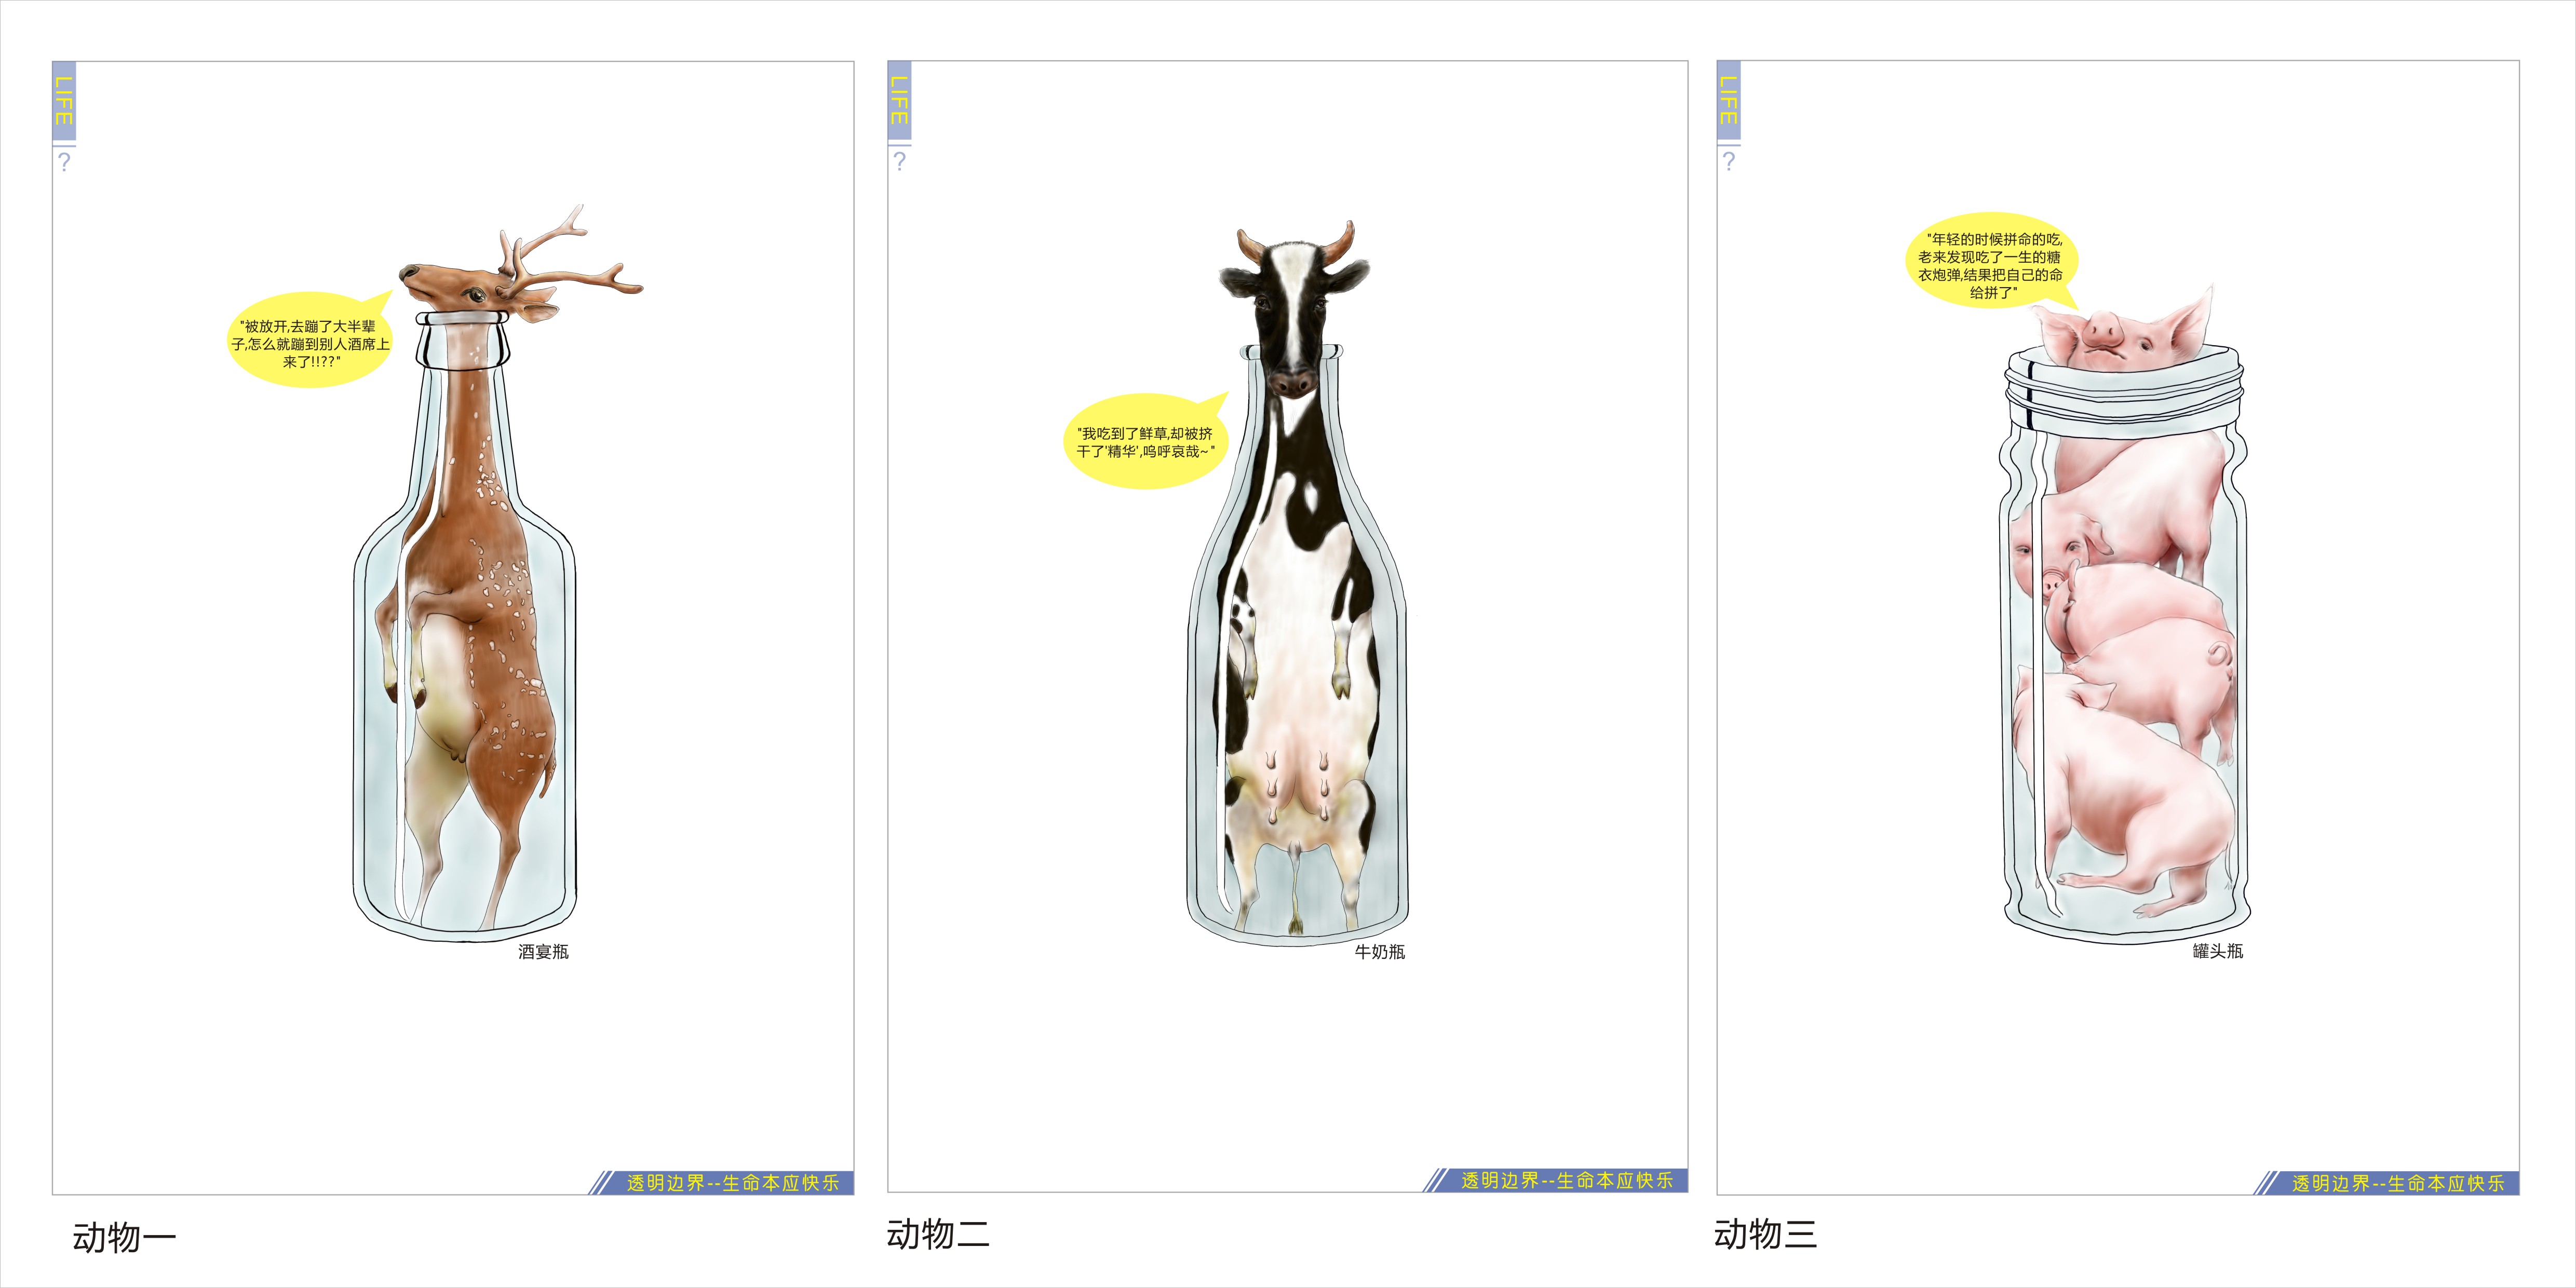 LIFE
?
"被放开,去蹦了大半辈
子,怎么就蹦到别人酒席上
来了!!??"
酒宴瓶
透明边界--生命本应快乐
动物一
LIFE
?
"我吃到了鲜草,却被挤
干了'精华',呜呼哀哉~"
牛奶瓶
透明边界--生命本应快乐
动物二
LIFE
?
"年轻的时候拼命的吃,
老来发现吃了一生的糖
衣炮弹,结果把自己的命
给拼了"
罐头瓶
透明边界--生命本应快乐
动物三